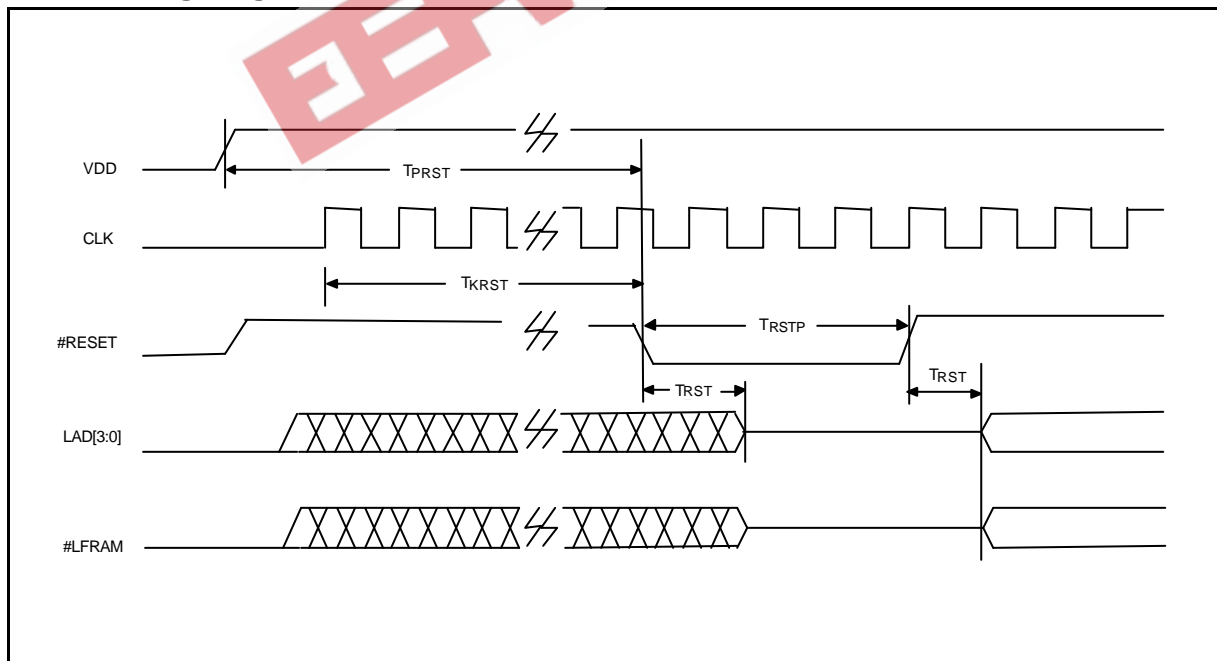 VDD
TPRST
CLK
TKRST
#RESET
TRSTP
TRST
TRST
LAD[3:0]
#LFRAM